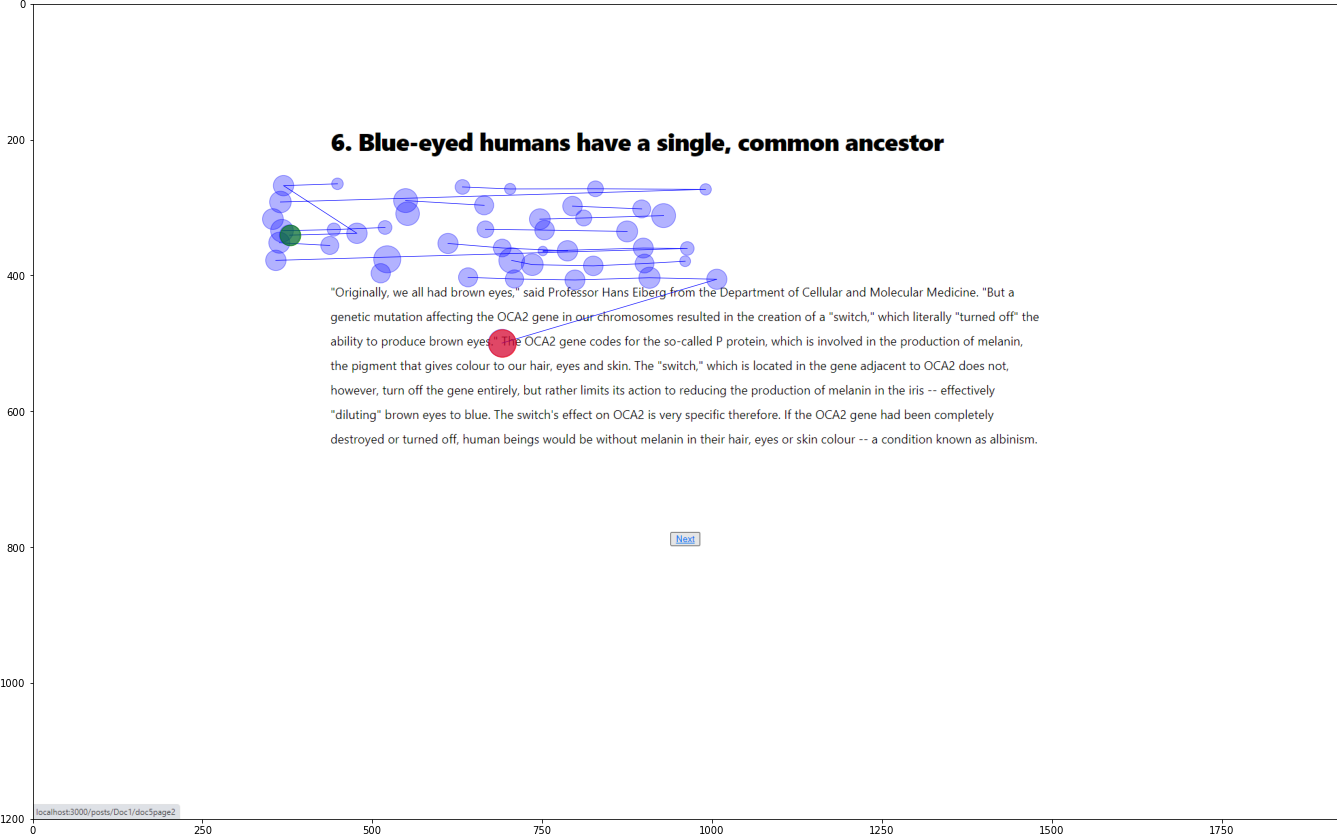 0
200
6. Blue-eyed humans have a single, common ancestor
400
"Originally, we all had brown eyes," said Professor Hans Eiberg from the Department of Cellular and Molecular Medicine. "But a
genetic mutation affecting the OCA2 gene in our chromosomes resulted in the creation of a "switch," which literally "turned off" the
ability to produce brown eyes." The OCA2 gene codes for the so-called P protein, which is involved in the production of melanin,
the pigment that gives colour to our hair, eyes and skin. The "switch," which is located in the gene adjacent to OCA2 does not,
however, turn off the gene entirely, but rather limits its action to reducing the production of melanin in the iris -- effectively
600
"diluting" brown eyes to blue. The switch's effect on OCA2 is very specific therefore. If the OCA2 gene had been completely
destroyed or turned off, human beings would be without melanin in their hair, eyes or skin colour -- a condition known as albinism.
Next
800
1000
localhost:3000/posts/Doc1/doc5page2
1200
0 250 500 750 1000 1250 1500 1750